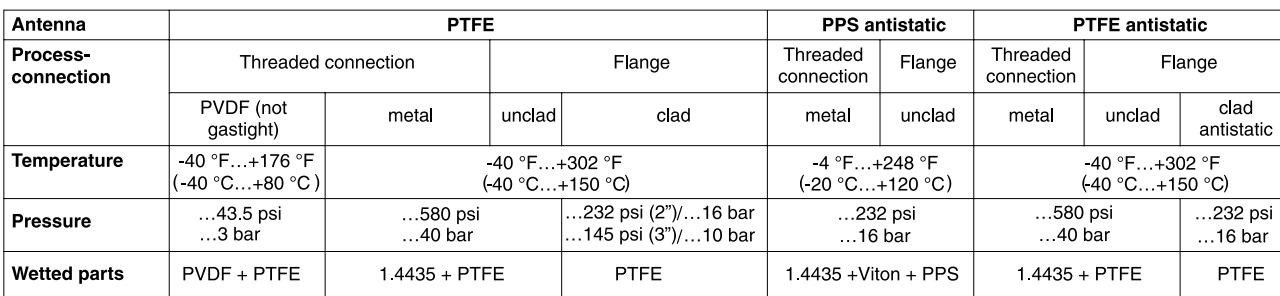 Antenna PTFE PPS antistatic PTFE antistatic
Process- Threaded connection Flange Threaded Flange Threaded Flange
connection connection connection
PVDF (not metal unclad clad metal unclad metal unclad clad
gastight) antistatic
Temperature -40 °F…+176 °F -40 °F…+302 °F -4 °F…+248 °F -40 °F…+302 °F
(-40 °C…+80 °C ) (-40 °C…+150 °C) (-20 °C…+120 °C) (-40 °C…+150 °C)
Pressure …43.5 psi …580 psi …232 psi (2”)/…16 bar …232 psi …580 psi …232 psi
…3 bar …40 bar …145 psi (3”)/…10 bar …16 bar …40 bar …16 bar
Wetted parts PVDF + PTFE 1.4435 + PTFE PTFE 1.4435 +Viton + PPS 1.4435 + PTFE PTFE